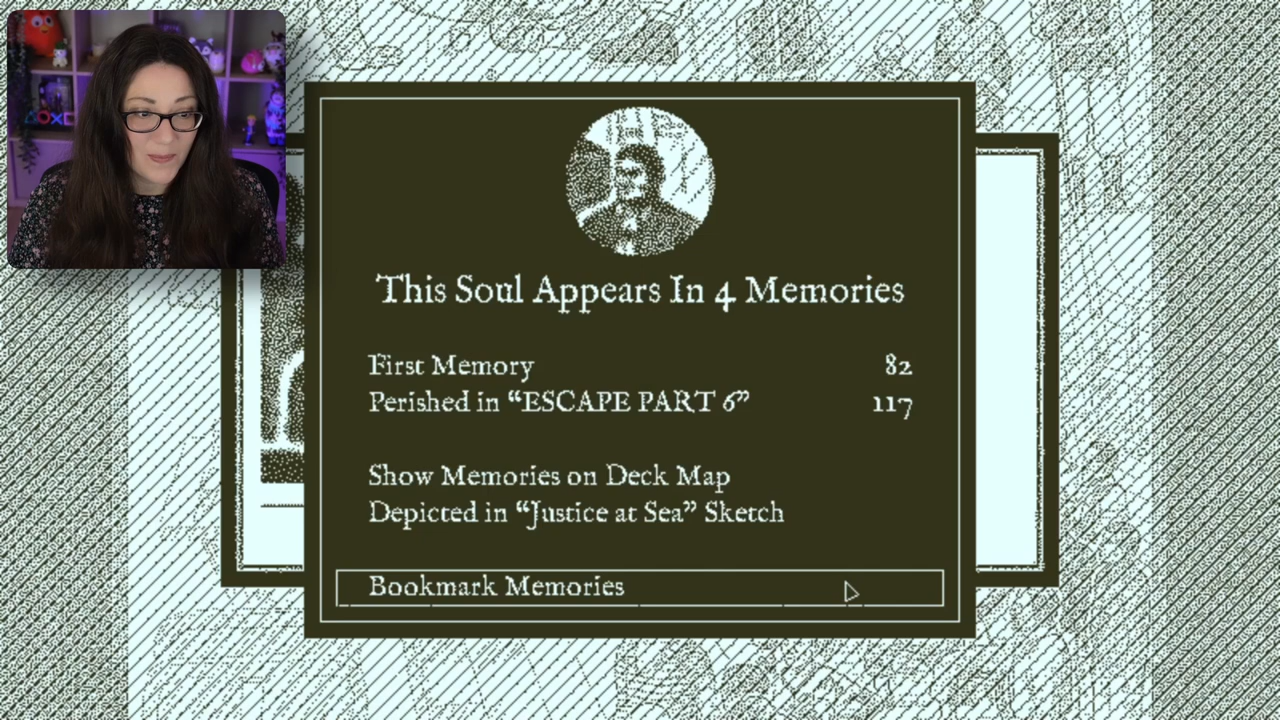 This Soul Appears In 4 Memories
First Memory 82
Perished in “ESCAPE PART 6” 117
Show Memories on Deck Map
Depicted in “Justice at Sea” Sketch
Bookmark Memories